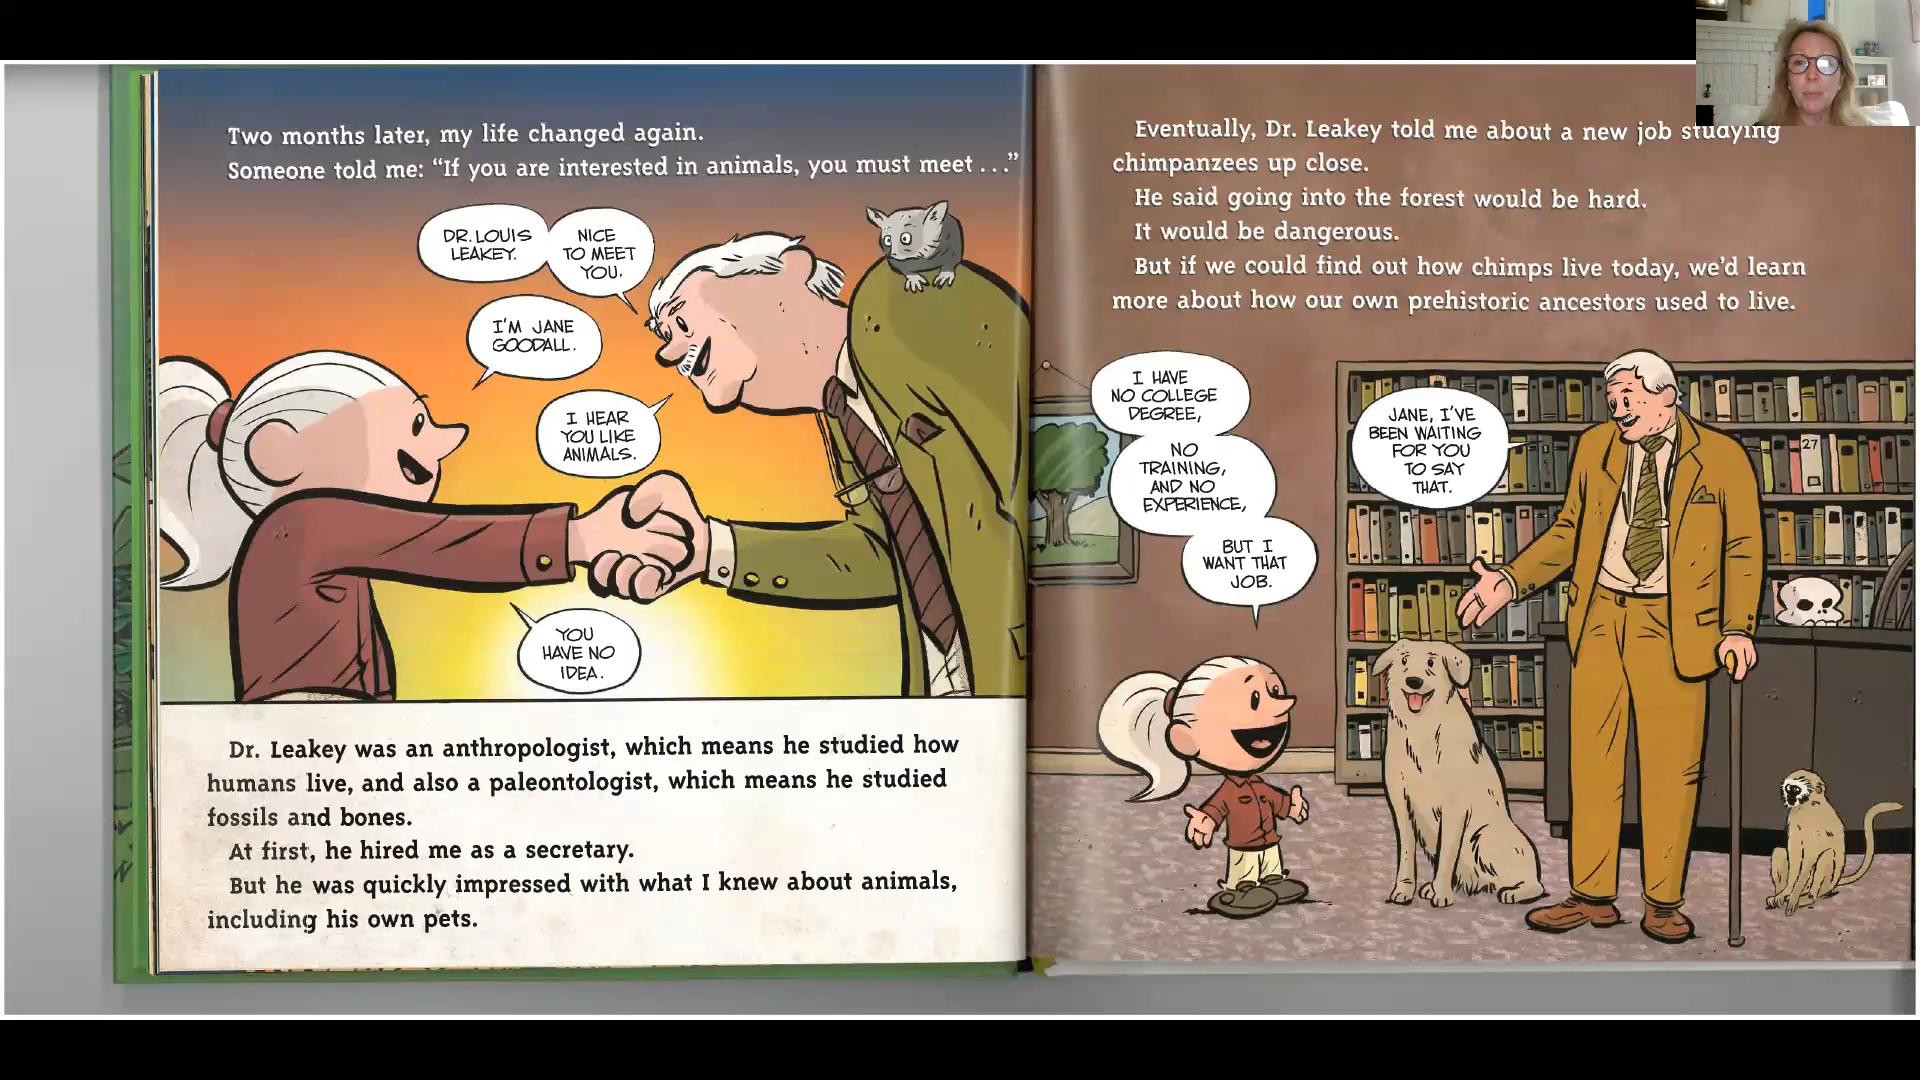 Two months later, my life changed again.
Someone told me: “If you are interested in animals, you must meet . . .”
DR. LOUIS
LEAKEY.
NICE
TO MEET
YOU.
I'M JANE
GOODALL.
I HEAR
YOU LIKE
ANIMALS.
YOU
HAVE NO
IDEA.
Dr. Leakey was an anthropologist, which means he studied how
humans live, and also a paleontologist, which means he studied
fossils and bones.
At first, he hired me as a secretary.
But he was quickly impressed with what I knew about animals,
including his own pets.
Eventually, Dr. Leakey told me about a new job studying
chimpanzees up close.
He said going into the forest would be hard.
It would be dangerous.
But if we could find out how chimps live today, we’d learn
more about how our own prehistoric ancestors used to live.
I HAVE
NO COLLEGE
DEGREE,
NO
TRAINING,
AND NO
EXPERIENCE,
BUT I
WANT THAT
JOB.
JANE, I'VE
BEEN WAITING
FOR YOU
TO SAY
THAT.
27